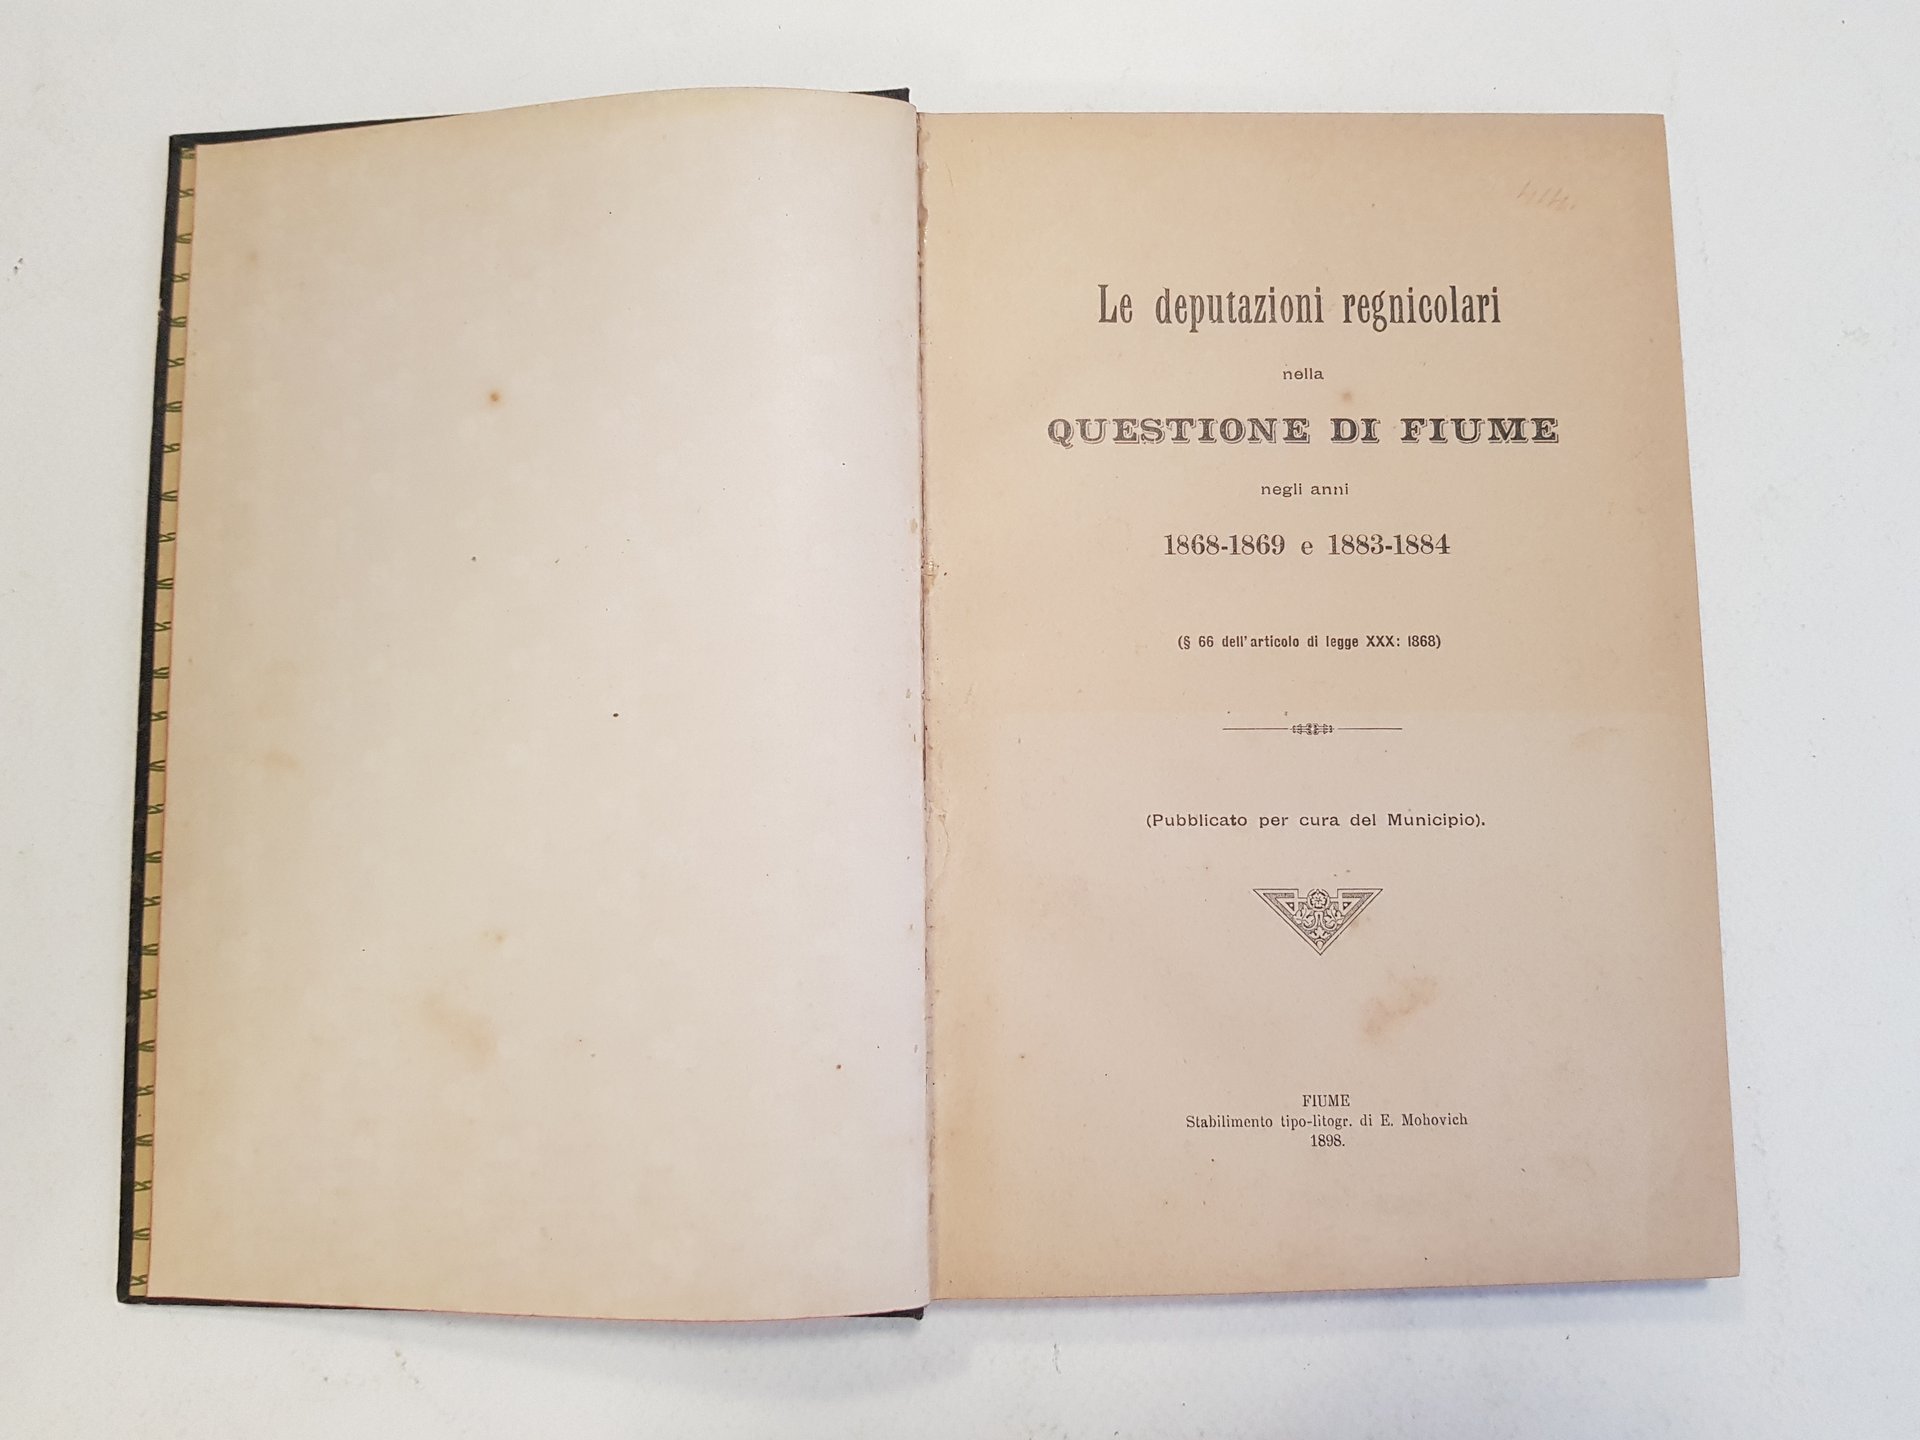 Le deputazioni regnicolari
nella
QUESTIONE DI FIUME
negli anni
1868-1869 e 1883-1884
(§ 66 dell' articolo di legge XXX: 1868)
(Pubblicato per cura del Municipio).
FIUME
Stabilimento tipo-litogr. di E. Mohovich
1898.